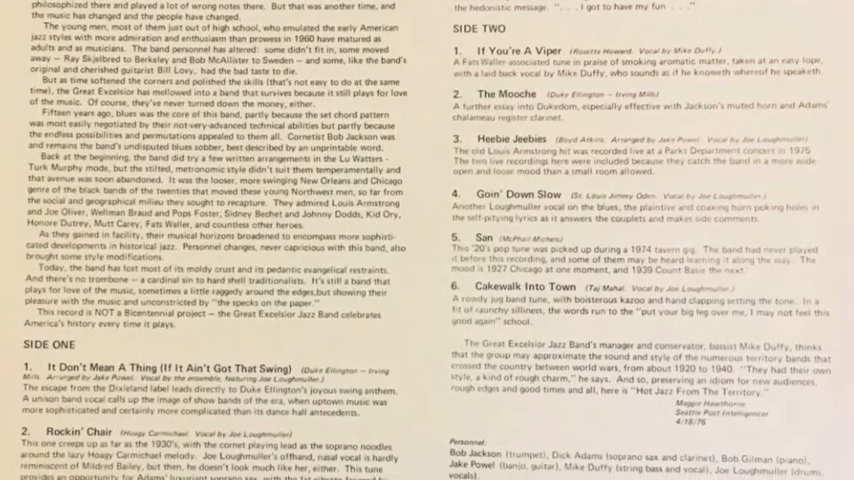 philosophized there and played a lot of wrong notes there. But that was another time, and
the music has changed and the people have changed.
The young men, most of them just out of high school, who emulated the early American
jazz styles with more admiration and enthusiasm than prowess in 1960 have matured as
adults and as musicians. The band personnel has altered: some didn't fit in, some moved
away — Ray Skjelbred to Berkeley and Bob McAllister to Sweden — and some, like the band's
original and cherished guitarist Bill Lovy, had the bad taste to die.
But as time softened the corners and polished the skills (that's not easy to do at the same
time), the Great Excelsior has mellowed into a band that survives because it still plays for love
of the music. Of course, they've never turned down the money, either.
Fifteen years ago, blues was the core of this band, partly because the set chord pattern
was most easily negotiated by their not-very-advanced technical abilities but partly because
the endless possibilities and permutations appealed to them all. Cornetist Bob Jackson was
and remains the band's undisputed blues sobber, best described by an unprintable word.
Back at the beginning, the band did try a few written arrangements in the Lu Watters -
Turk Murphy mode, but the stilted, metronomic style didn't suit them temperamentally and
that avenue was soon abandoned. It was the looser, more swinging New Orleans and Chicago
genre of the black bands of the twenties that moved these young Northwest men, so far from
the social and geographical milieu they sought to recapture. They admired Louis Armstrong
and Joe Oliver, Wellman Braud and Pops Foster, Sidney Bechet and Johnny Dodds, Kid Ory,
Honore Dutrey, Mutt Carey, Fats Waller, and countless other heroes.
As they gained in facility, their musical horizons broadened to encompass more sophisti-
cated developments in historical jazz. Personnel changes, never capricious with this band, also
brought some style modifications.
Today, the band has lost most of its moldy crust and its pedantic evangelical restraints.
And there's no trombone — a cardinal sin to hard shell traditionalists. It's still a band that
plays for love of the music, sometimes a little raggedy around the edges,but showing their
pleasure with the music and unconstricted by "the specks on the paper."
This record is NOT a Bicentennial project — the Great Excelsior Jazz Band celebrates
America's history every time it plays.
SIDE ONE
1. It Don't Mean A Thing (If It Ain't Got That Swing) (Duke Ellington — Irving
Mills. Arranged by Jake Powel. Vocal by the ensemble, featuring Joe Loughmuller.)
The escape from the Dixieland label leads directly to Duke Ellington's joyous swing anthem.
A unison band vocal calls up the image of show bands of the era, when uptown music was
more sophisticated and certainly more complicated than its dance hall antecedents.
2. Rockin' Chair (Hoagy Carmichael. Vocal by Joe Loughmuller)
This one creeps up as far as the 1930's, with the cornet playing lead as the soprano noodles
around the lazy Hoagy Carmichael melody. Joe Loughmuller's offhand, nasal vocal is hardly
reminiscent of Mildred Bailey, but then, he doesn't look much like her, either. This tune
provides an opportunity for Adams' luxuriant soprano sax, with the
the hedonistic message. ". . . I got to have my fun . . ."
SIDE TWO
1. If You're A Viper (Rosetta Howard. Vocal by Mike Duffy.)
A Fats Waller-associated tune in praise of smoking aromatic matter, taken at an easy lope,
with a laid back vocal by Mike Duffy, who sounds as if he knoweth whereof he speaketh.
2. The Mooche (Duke Ellington — Irving Mills)
A further essay into Dukedom, especially effective with Jackson's muted horn and Adams'
chalameau register clarinet.
3. Heebie Jeebies (Boyd Atkins. Arranged by Jake Powel. Vocal by Joe Loughmuller)
The old Louis Armstrong hit was recorded live at a Parks Department concert in 1975
The two live recordings here were included because they catch the band in a more wide
open and loose mood than a small room allowed.
4. Goin' Down Slow (St. Louis Jimmy Oden. Vocal by Joe Loughmuller)
Another Loughmuller vocal on the blues, the plaintive and coaxing horn poking holes in
the self-pitying lyrics as it answers the couplets and makes side comments.
5. San (McPhail-Michels)
This '20's pop tune was picked up during a 1974 tavern gig. The band had never played
it before this recording, and some of them may be heard learning it along the way. The
mood is 1927 Chicago at one moment, and 1939 Count Basie the next.
6. Cakewalk Into Town (Taj Mahal. Vocal by Joe Loughmuller.)
A rowdy jug band tune, with boisterous kazoo and hand clapping setting the tone. In a
fit of raunchy silliness, the words run to the "put your big leg over me, I may not feel this
good again" school.
The Great Excelsior Jazz Band's manager and conservator, bassist Mike Duffy, thinks
that the group may approximate the sound and style of the numerous territory bands that
crossed the country between world wars, from about 1920 to 1940. "They had their own
style, a kind of rough charm," he says. And so, preserving an idiom for new audiences,
rough edges and good times and all, here is "Hot Jazz From The Territory."
Maggie Hawthorne
Seattle Post-Intelligencer
4/18/76
Personnel:
Bob Jackson (trumpet), Dick Adams (soprano sax and clarinet), Bob Gilman (piano),
Jake Powel (banjo, guitar), Mike Duffy (string bass and vocal), Joe Loughmuller (drums,
vocals).